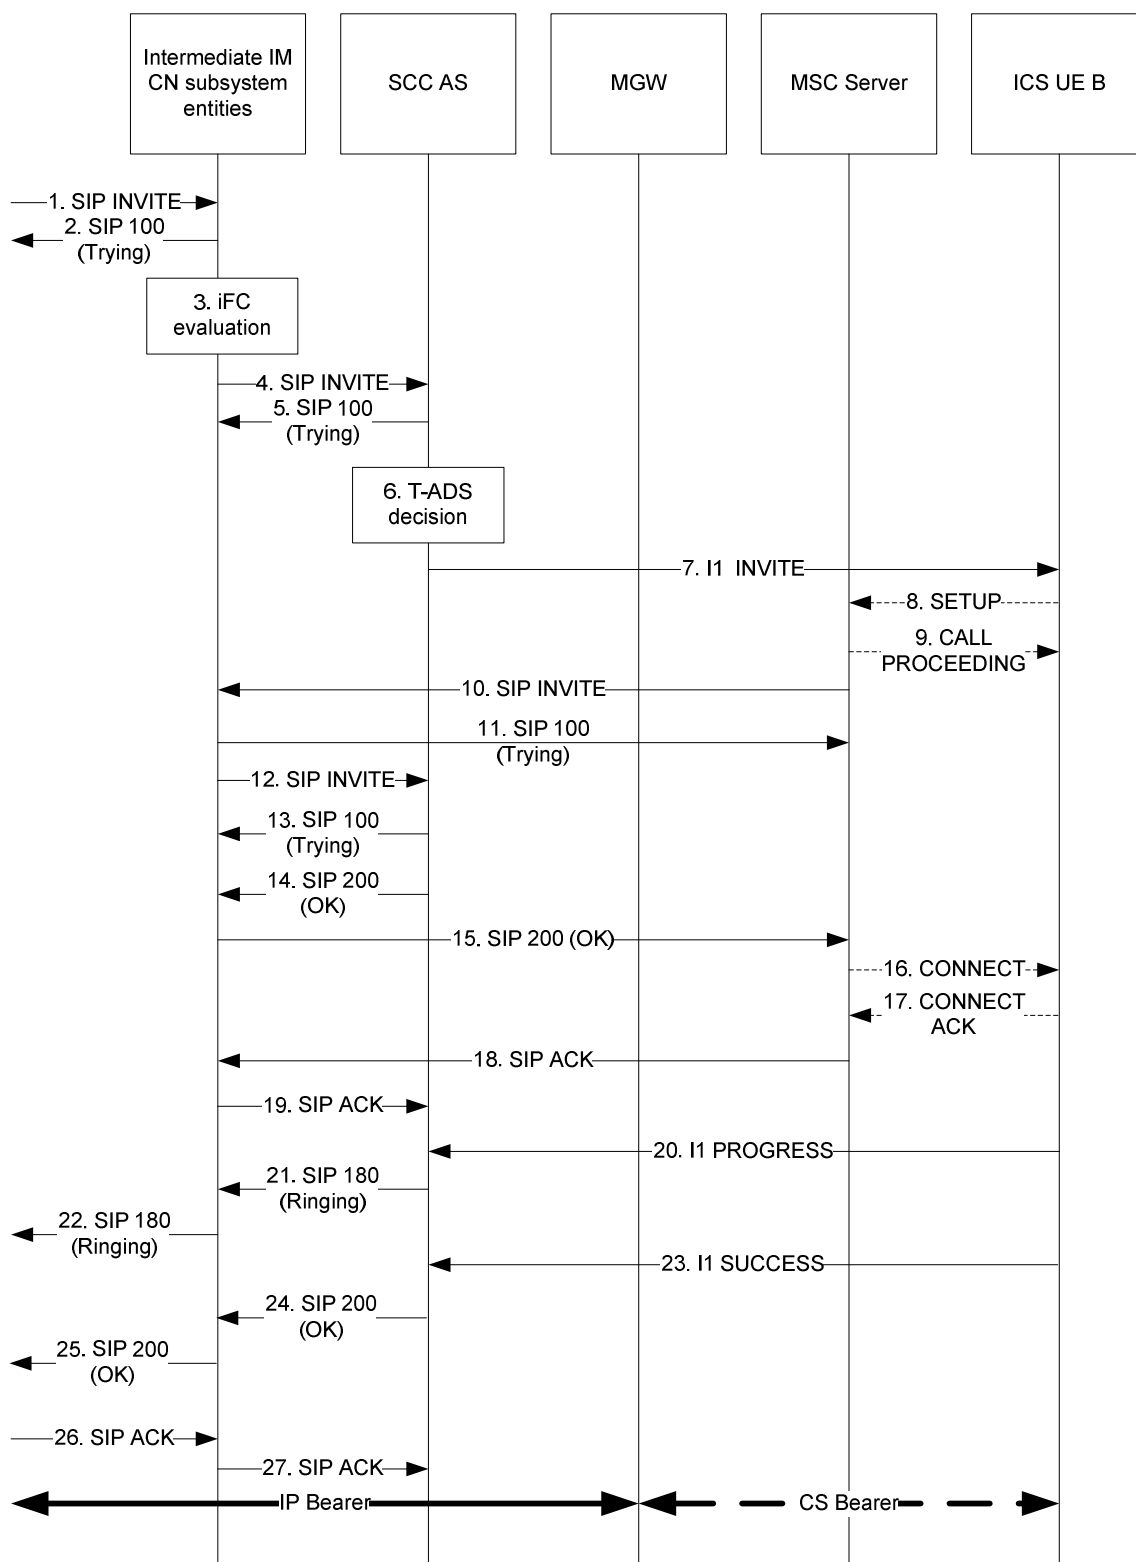 Intermediate IM
CN subsystem
entities
SCC AS
MGW
MSC Server
ICS UE B
1. SIP INVITE
2. SIP 100
(Trying)
3. iFC
evaluation
4. SIP INVITE
5. SIP 100
(Trying)
6. T-ADS
decision
7. I1 INVITE
8. SETUP
9. CALL
PROCEEDING
10. SIP INVITE
11. SIP 100
(Trying)
12. SIP INVITE
13. SIP 100
(Trying)
14. SIP 200
(OK)
15. SIP 200 (OK)
16. CONNECT
17. CONNECT
ACK
18. SIP ACK
19. SIP ACK
20. I1 PROGRESS
21. SIP 180
(Ringing)
22. SIP 180
(Ringing)
23. I1 SUCCESS
24. SIP 200
(OK)
25. SIP 200
(OK)
26. SIP ACK
27. SIP ACK
IP Bearer
CS Bearer